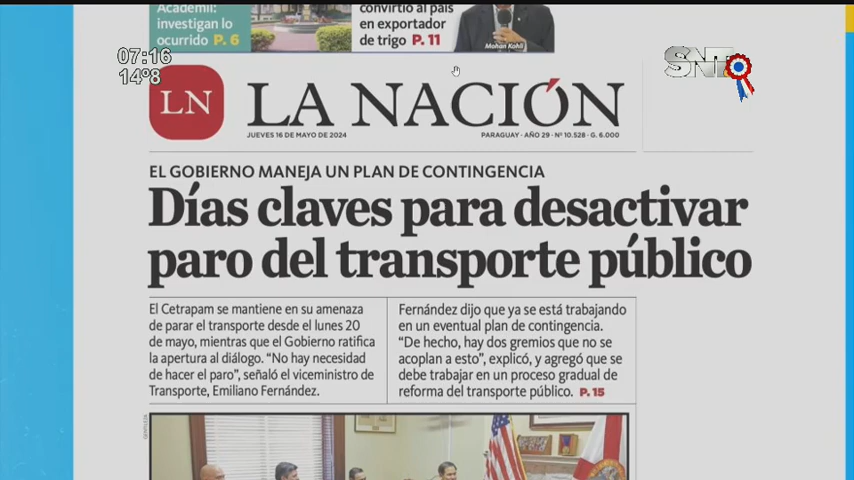 Academil:
investigan lo
ocurrido P. 6
convirtió al país
en exportador
de trigo P. 11
Mohan Kohli
07:16
14º8
SNT
LN
LA NACIÓN
JUEVES 16 DE MAYO DE 2024
PARAGUAY · AÑO 29 · Nº 10.528 · G. 6.000
EL GOBIERNO MANEJA UN PLAN DE CONTINGENCIA
Días claves para desactivar
paro del transporte público
El Cetrapam se mantiene en su amenaza
de parar el transporte desde el lunes 20
de mayo, mientras que el Gobierno ratifica
la apertura al diálogo. “No hay necesidad
de hacer el paro”, señaló el viceministro de
Transporte, Emiliano Fernández.
Fernández dijo que ya se está trabajando
en un eventual plan de contingencia.
“De hecho, hay dos gremios que no se
acoplan a esto”, explicó, y agregó que se
debe trabajar en un proceso gradual de
reforma del transporte público. P. 15
GENTILEZA